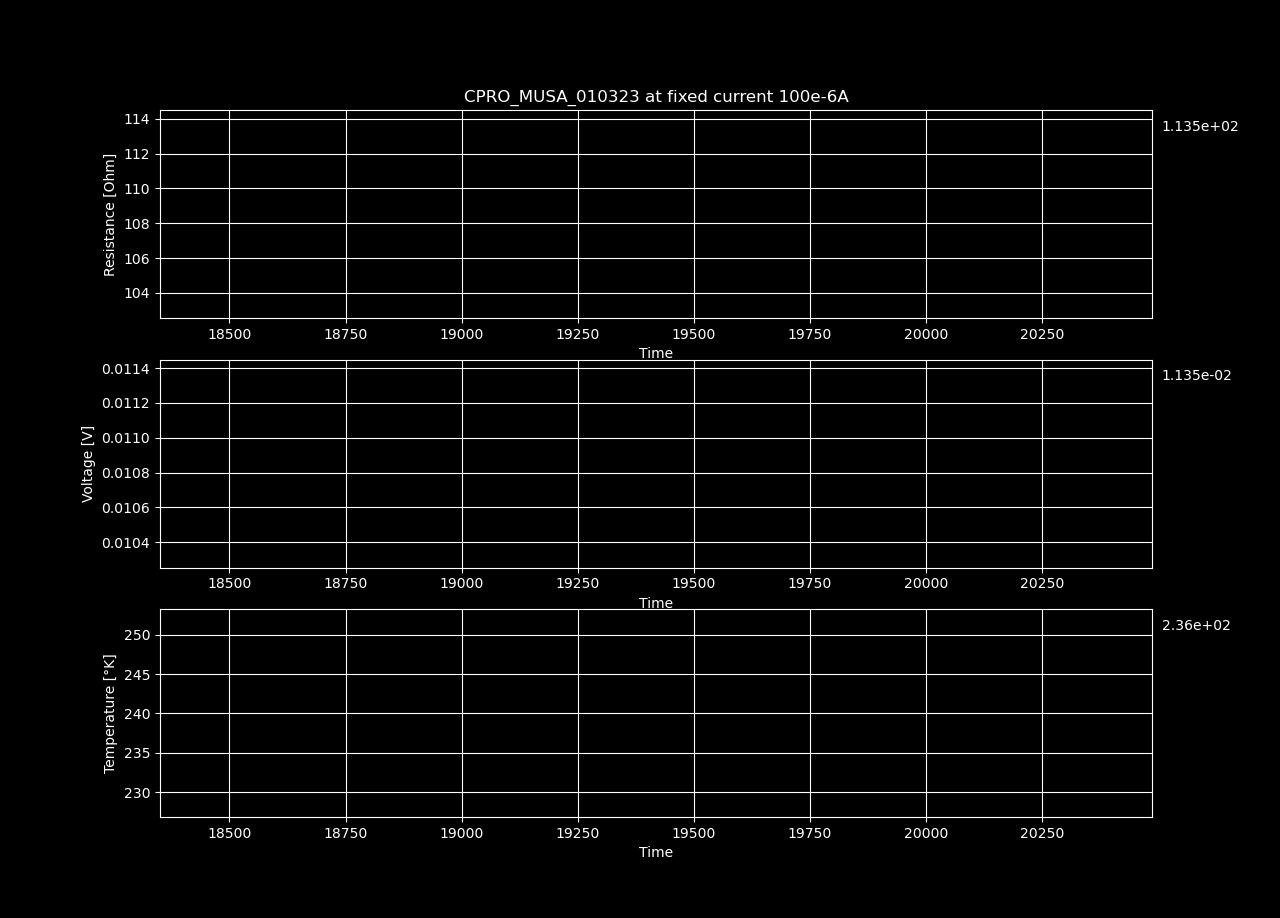 CPRO_MUSA_010323 at fixed current 100e-6A
114
112
110
108
106
104
Resistance [Ohm]
1.135e+02
18500 18750 19000 19250 19500 19750 20000 20250
Time
0.0114
0.0112
0.0110
0.0108
0.0106
0.0104
Voltage [V]
1.135e-02
18500 18750 19000 19250 19500 19750 20000 20250
Time
250
245
240
235
230
Temperature [°K]
2.36e+02
18500 18750 19000 19250 19500 19750 20000 20250
Time